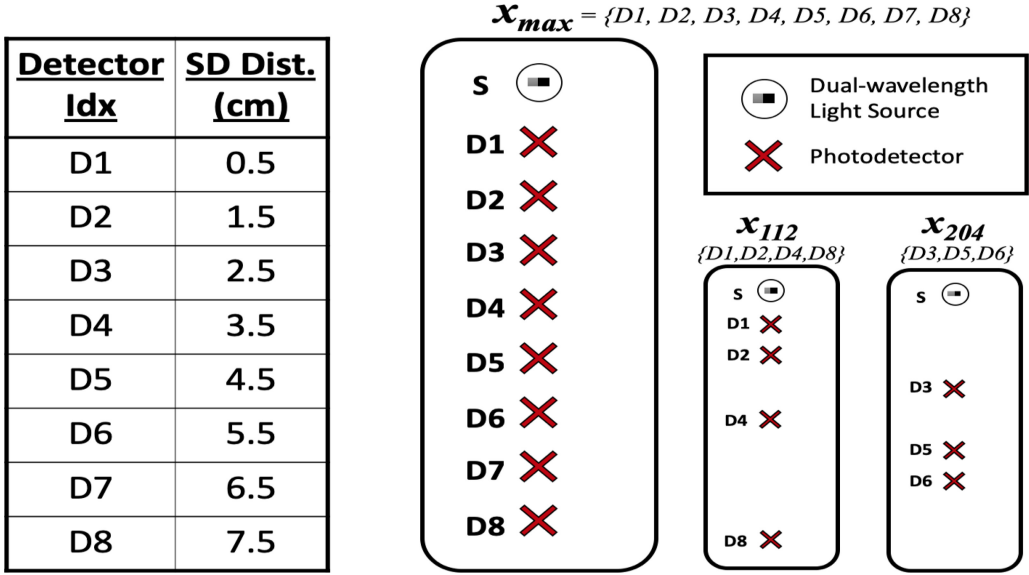 Detector Idx SD Dist. (cm)
D1 0.5
D2 1.5
D3 2.5
D4 3.5
D5 4.5
D6 5.5
D7 6.5
D8 7.5
x_max = {D1, D2, D3, D4, D5, D6, D7, D8}
S
D1
D2
D3
D4
D5
D6
D7
D8
Dual-wavelength
Light Source
Photodetector
x_112
{D1,D2,D4,D8}
S
D1
D2
D4
D8
x_204
{D3,D5,D6}
S
D3
D5
D6